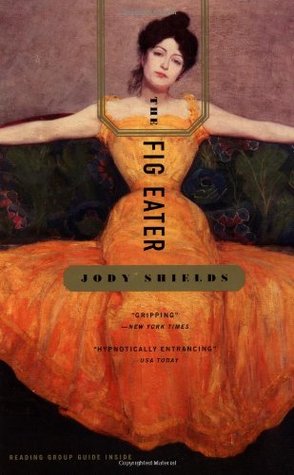 THE
FIG EATER
JODY SHIELDS
"GRIPPING"
—NEW YORK TIMES
"HYPNOTICALLY ENTRANCING"
—USA TODAY
READING GROUP GUIDE INSIDE